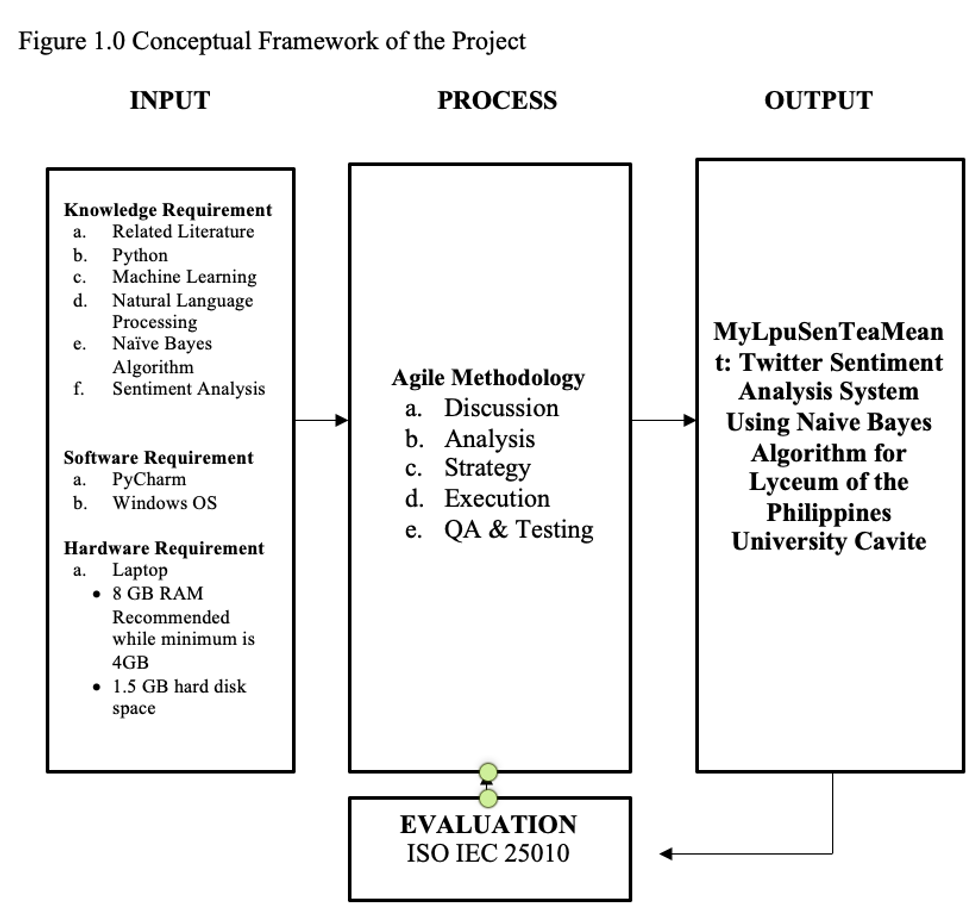 Figure 1.0 Conceptual Framework of the Project
INPUT
PROCESS
OUTPUT
Knowledge Requirement
a. Related Literature
b. Python
c. Machine Learning
d. Natural Language
Processing
e. Naïve Bayes
Algorithm
f. Sentiment Analysis
Software Requirement
a. PyCharm
b. Windows OS
Hardware Requirement
a. Laptop
• 8 GB RAM
Recommended
while minimum is
4GB
• 1.5 GB hard disk
space
Agile Methodology
a. Discussion
b. Analysis
c. Strategy
d. Execution
e. QA & Testing
MyLpuSenTeaMean
t: Twitter Sentiment
Analysis System
Using Naive Bayes
Algorithm for
Lyceum of the
Philippines
University Cavite
EVALUATION
ISO IEC 25010